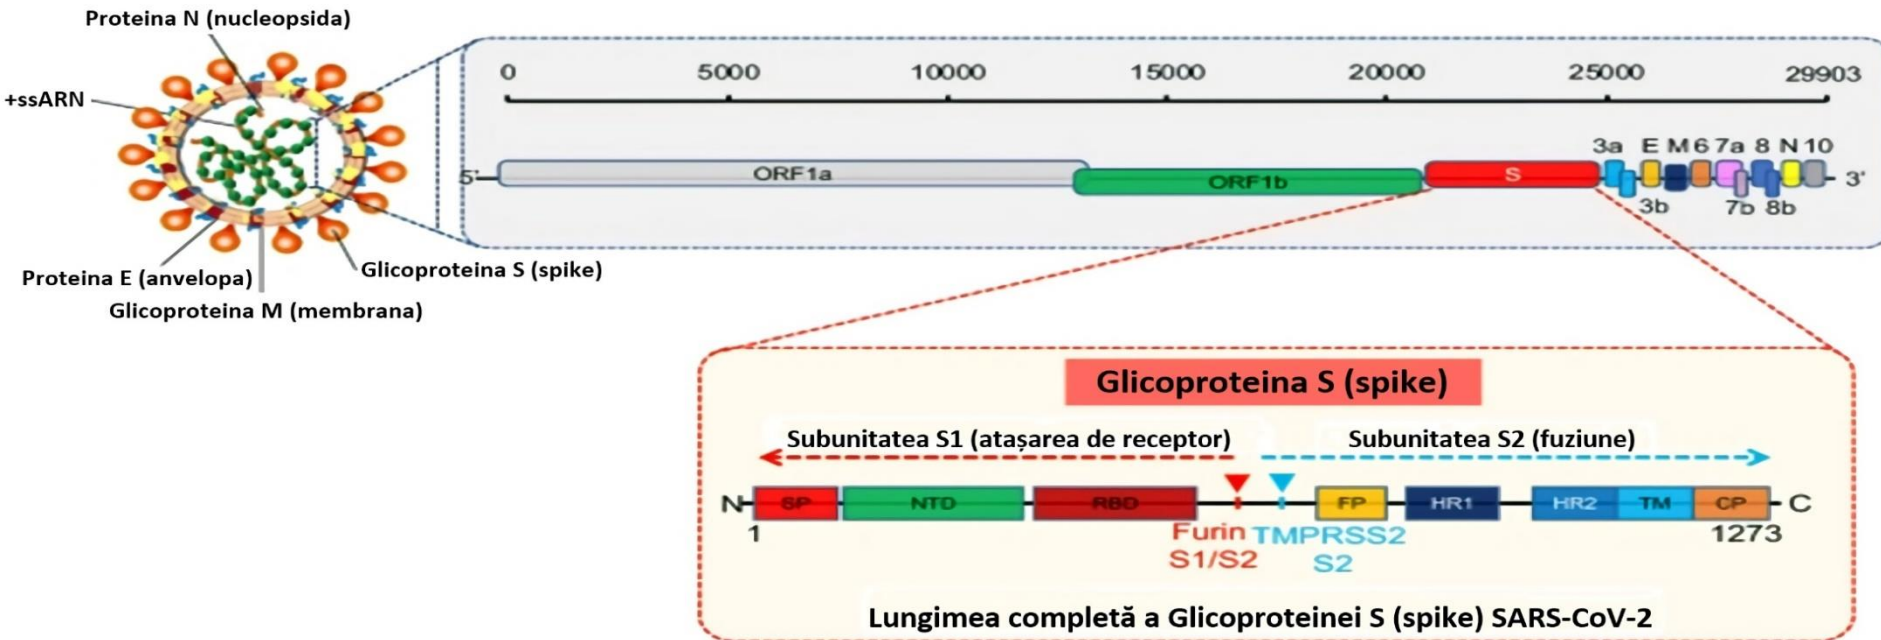 Proteina N (nucleopsida)
+ssARN
Proteina E (anvelopa)
Glicoproteina M (membrana)
Glicoproteina S (spike)
0 5000 10000 15000 20000 25000 29903
3a E M 6 7a 8 N 10
5' ORF1a ORF1b S 3'
3b 7b 8b
Glicoproteina S (spike)
Subunitatea S1 (atașarea de receptor) Subunitatea S2 (fuziune)
N SP NTD RBD FP HR1 HR2 TM CP C
1 1273
Furin TMPRSS2
S1/S2 S2
Lungimea completă a Glicoproteinei S (spike) SARS-CoV-2